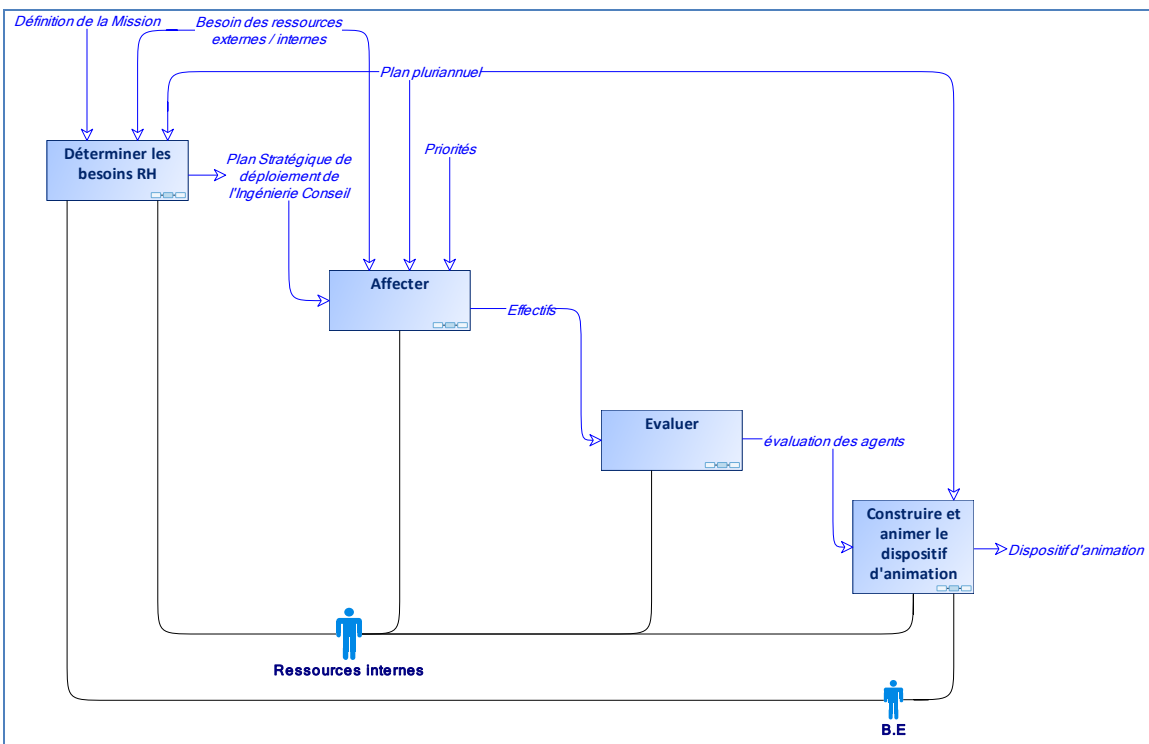 Définition de la Mission
Besoin des ressources
externes / internes
Plan pluriannuel
Priorités
Déterminer les
besoins RH
Plan Stratégique de
déploiement de
l'Ingénierie Conseil
Affecter
Effectifs
Evaluer
évaluation des agents
Construire et
animer le
dispositif
d'animation
Dispositif d'animation
Ressources internes
B.E